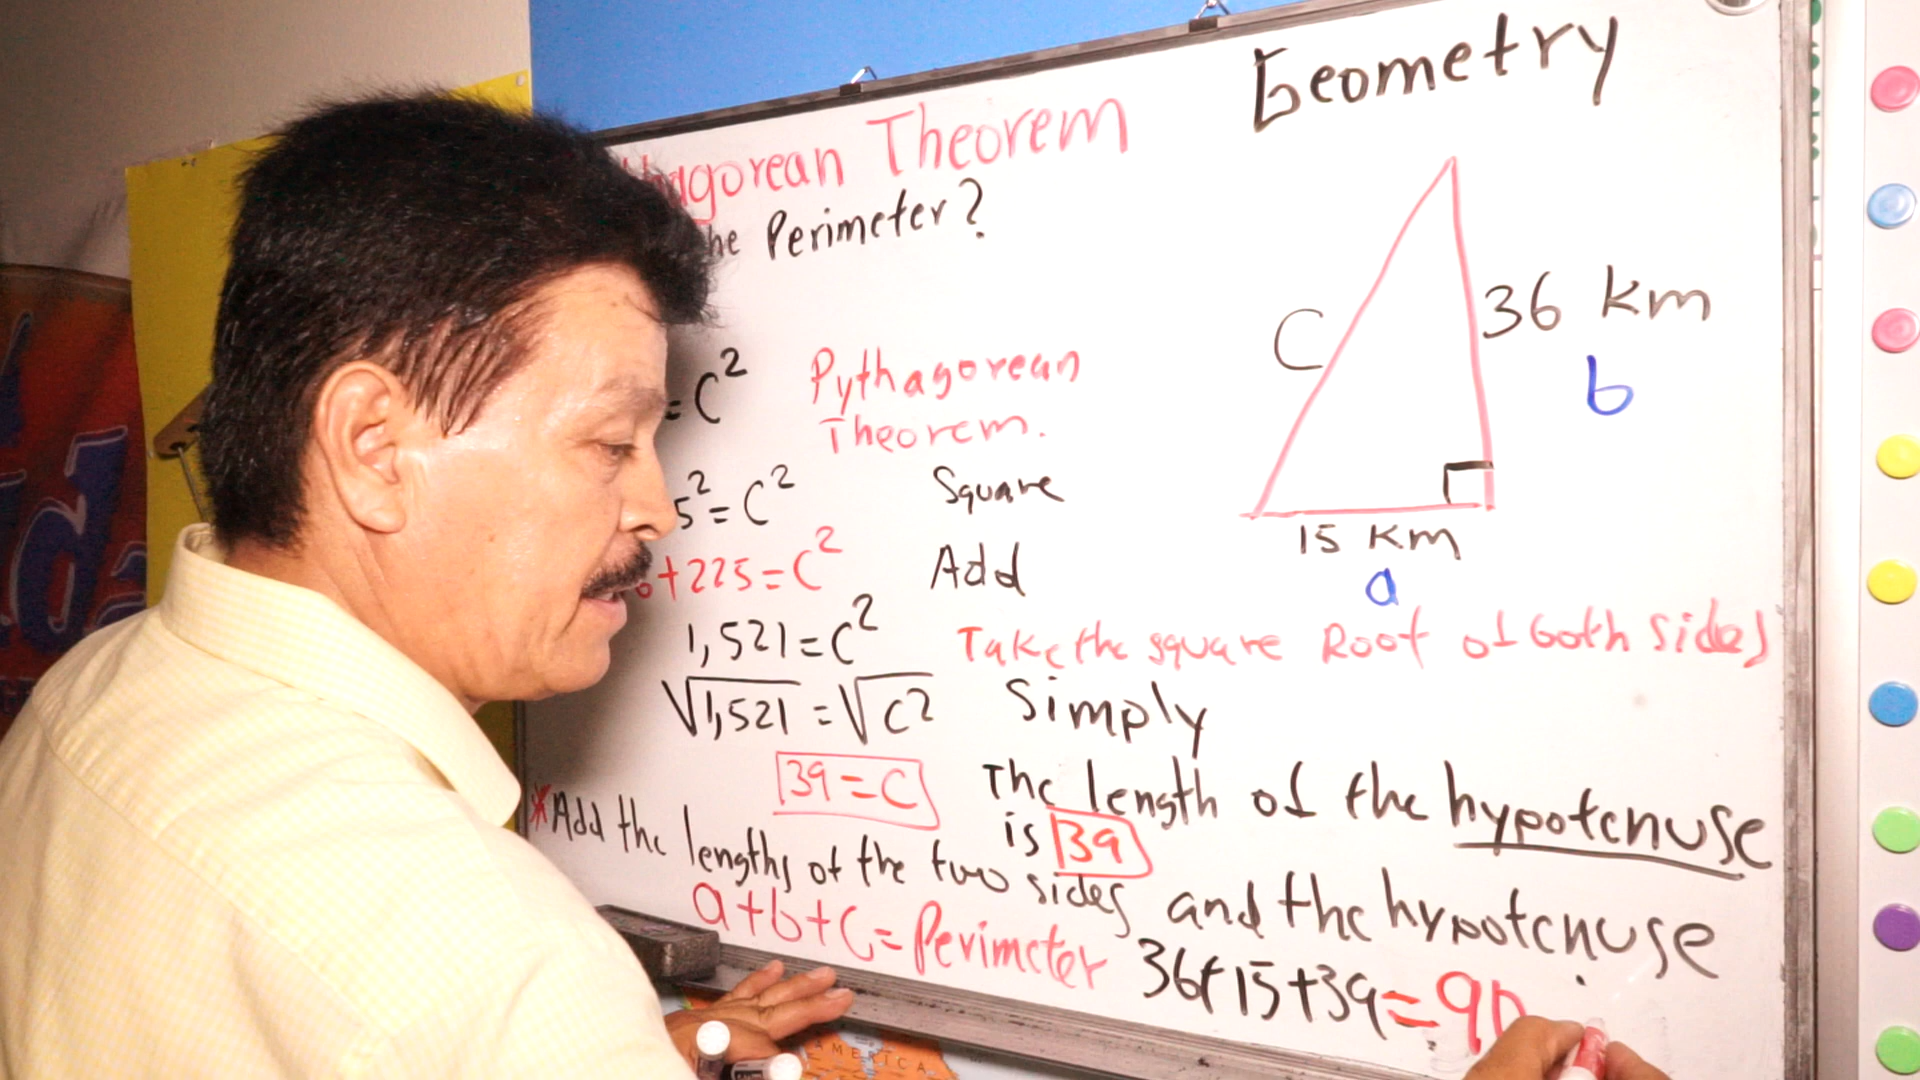 Geometry
Theorem
Perimeter?
C
36 km
b
15 Km
a
= C² Pythagorean
Theorem.
5² = C² Square
+225=C² Add
1,521=C² Take the square Root of both sides
√1,521 = √C² Simply
39=C The length of the hypotenuse
is 39
*Add the lengths of the two sides and the hypotenuse
a+b+c=Perimeter 36+15+39=90
AMERICA